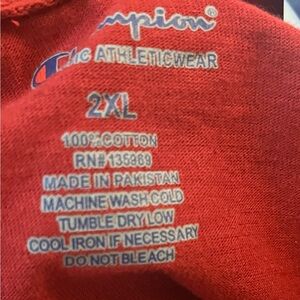 mpion®
ATHLETICWEAR
2XL
100% COTTON
RN# 135989
MADE IN PAKISTAN
MACHINE WASH COLD
TUMBLE DRY LOW
COOL IRON IF NECESSARY
DO NOT BLEACH